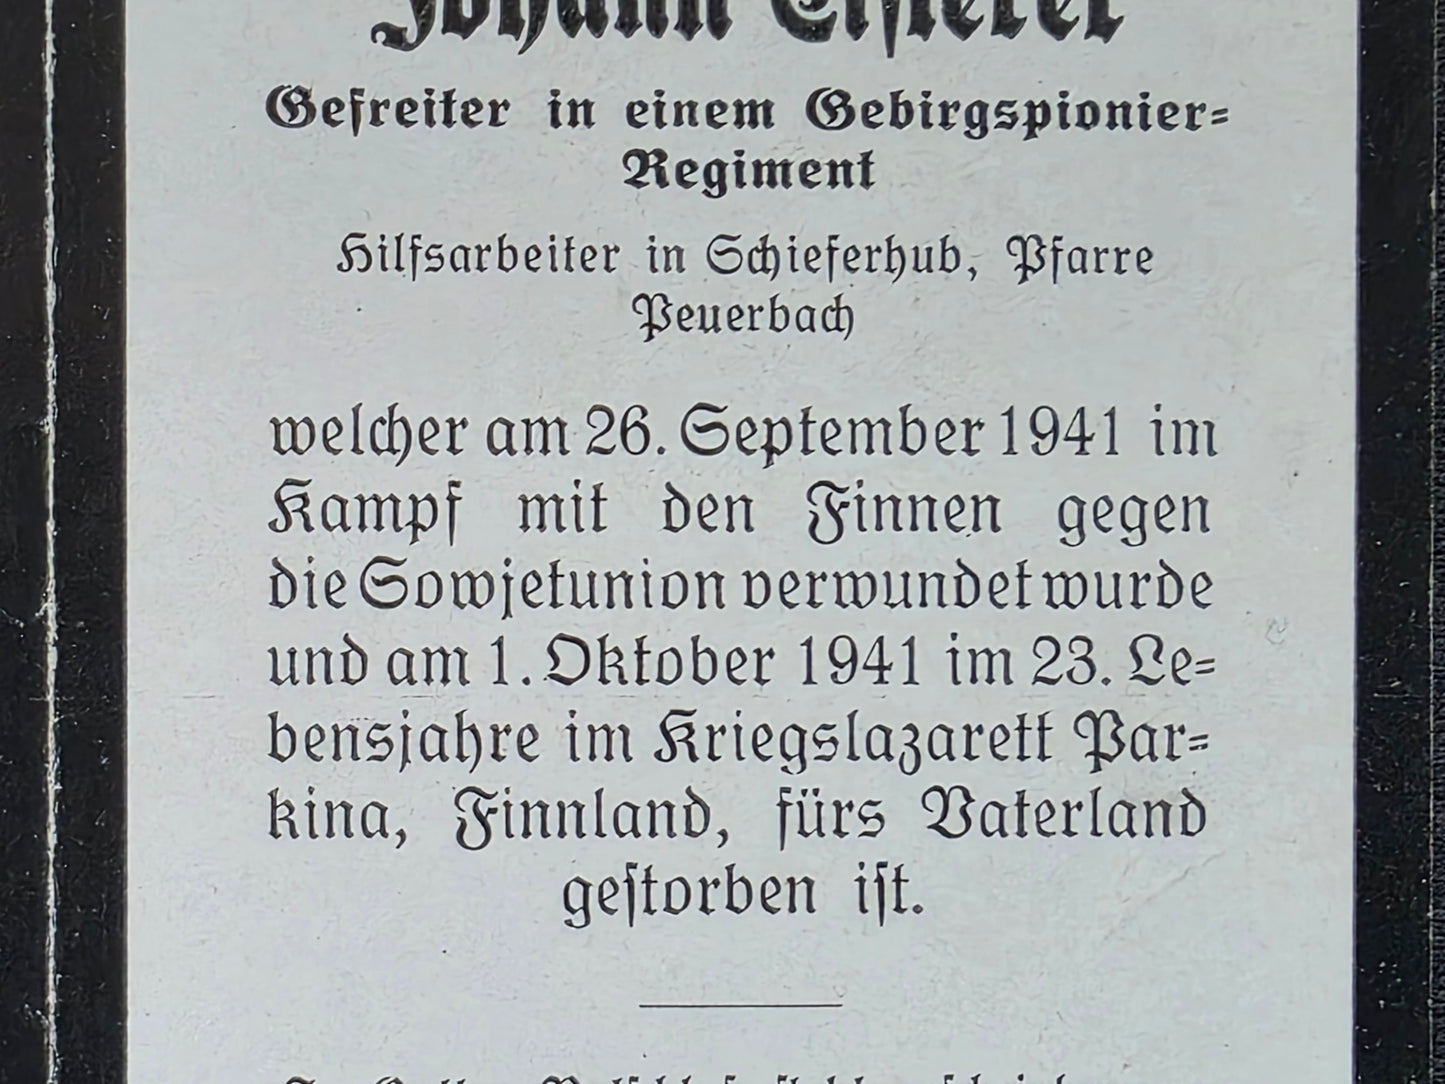 Johann
Gefreiter in einem Gebirgspionier=
Regiment
Hilfsarbeiter in Schieferhub, Pfarre
Peuerbach
welcher am 26. September 1941 im
Kampf mit den Finnen gegen
die Sowjetunion verwundet wurde
und am 1. Oktober 1941 im 23. Le=
bensjahre im Kriegslazarett Par=
kina, Finnland, fürs Vaterland
gestorben ist.